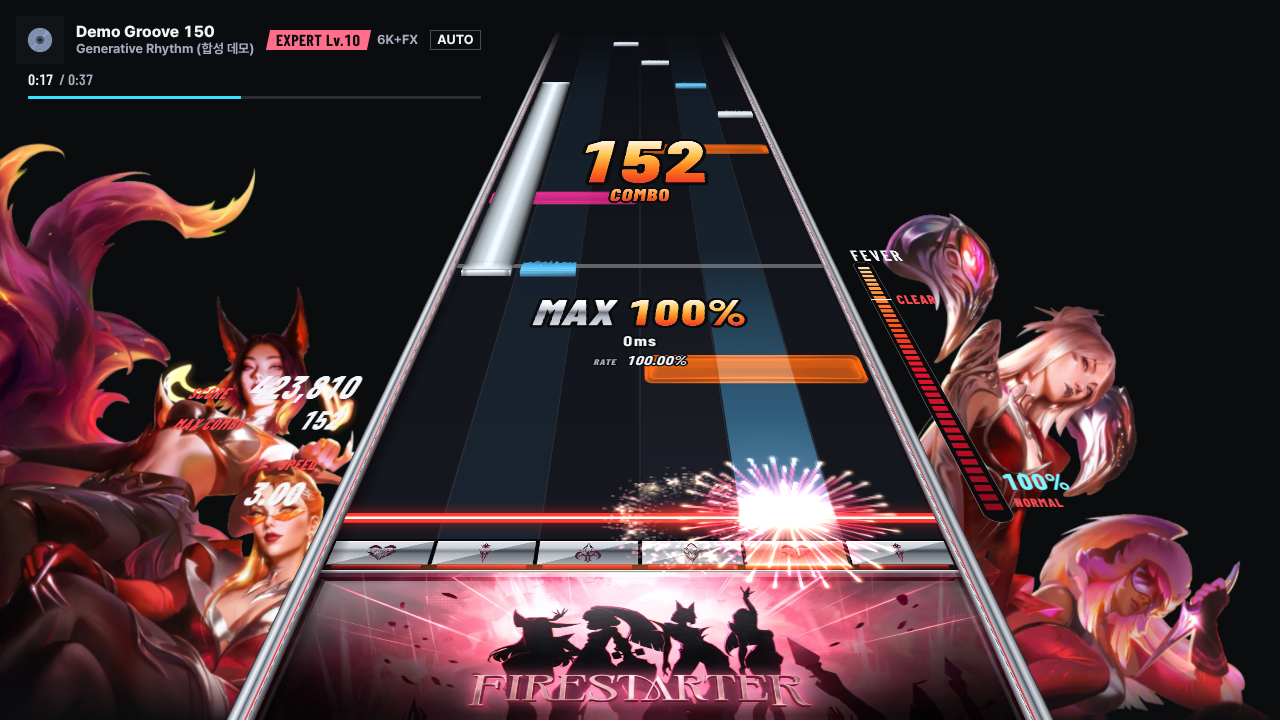 Demo Groove 150
Generative Rhythm (합성 데모)
EXPERT Lv.10
6K+FX
AUTO
0:17 / 0:37
152
COMBO
FEVER
CLEAR
MAX 100%
0ms
RATE 100.00%
SCORE 423,810
MAX COMBO 152
SPEED
3.00
100%
NORMAL
FIRESTARTER